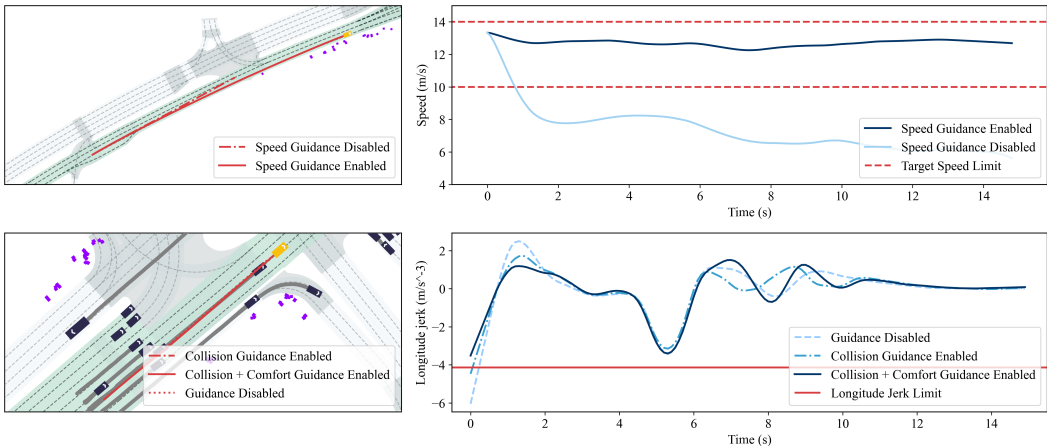 Speed Guidance Disabled
Speed Guidance Enabled
14
12
10
8
6
4
Speed (m/s)
Speed Guidance Enabled
Speed Guidance Disabled
Target Speed Limit
0
2
4
6
8
10
12
14
Time (s)
Collision Guidance Enabled
Collision + Comfort Guidance Enabled
Guidance Disabled
2
0
−2
−4
−6
Longitude jerk (m/s^-3)
Guidance Disabled
Collision Guidance Enabled
Collision + Comfort Guidance Enabled
Longitude Jerk Limit
0
2
4
6
8
10
12
14
Time (s)